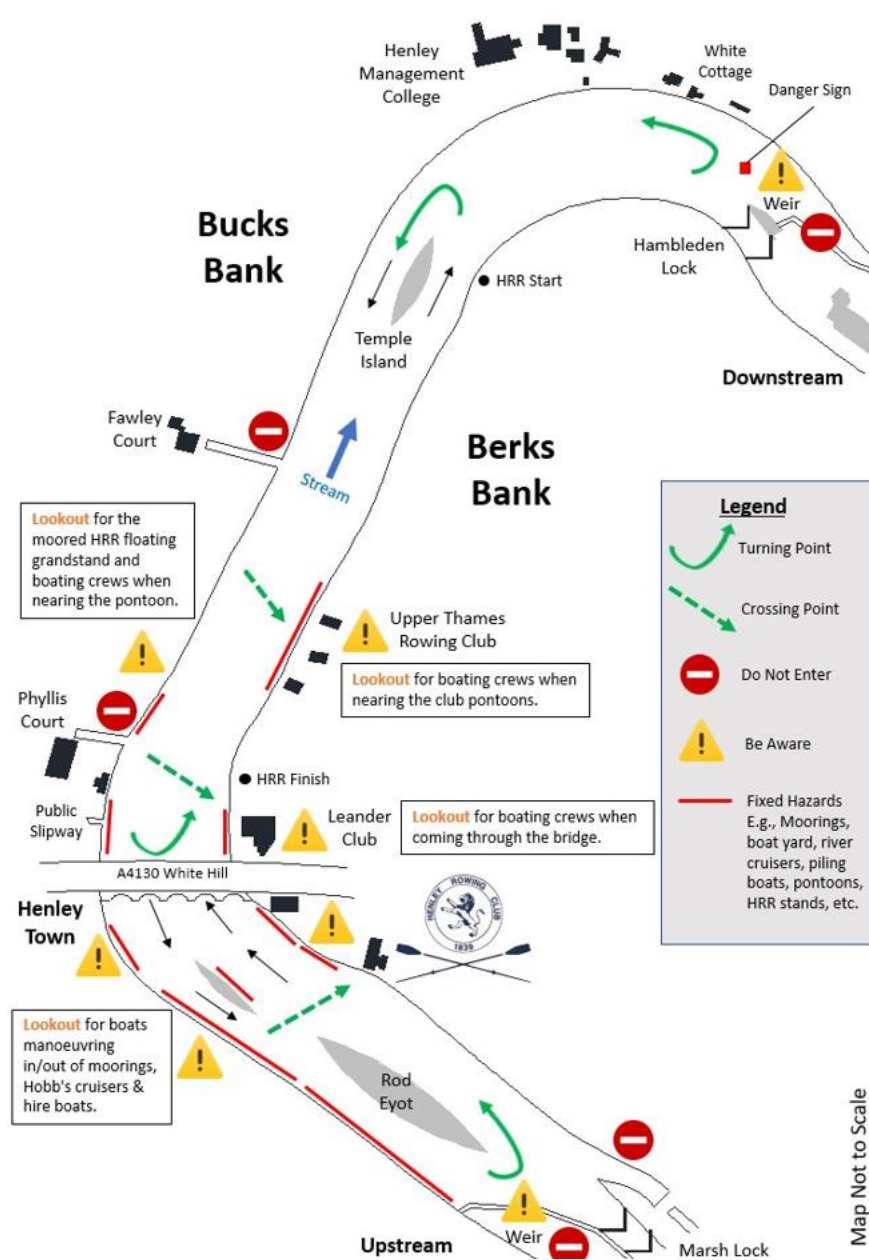 Henley
Management
College
White
Cottage
Danger Sign
Weir
Bucks
Bank
Hambleden
Lock
HRR Start
Temple
Island
Downstream
Fawley
Court
Berks
Bank
Stream
Lookout for the
moored HRR floating
grandstand and
boating crews when
nearing the pontoon.
Legend
Turning Point
Crossing Point
Do Not Enter
Be Aware
Fixed Hazards
E.g., Moorings,
boat yard, river
cruisers, piling
boats, pontoons,
HRR stands, etc.
Upper Thames
Rowing Club
Lookout for boating crews when
nearing the club pontoons.
Phyllis
Court
HRR Finish
Public
Slipway
Leander
Club
Lookout for boating crews when
coming through the bridge.
A4130 White Hill
Henley
Town
HENLEY ROWING CLUB
1839
Lookout for boats
manoeuvring
in/out of moorings,
Hobb's cruisers &
hire boats.
Rod
Eyot
Map Not to Scale
Upstream
Weir
Marsh Lock